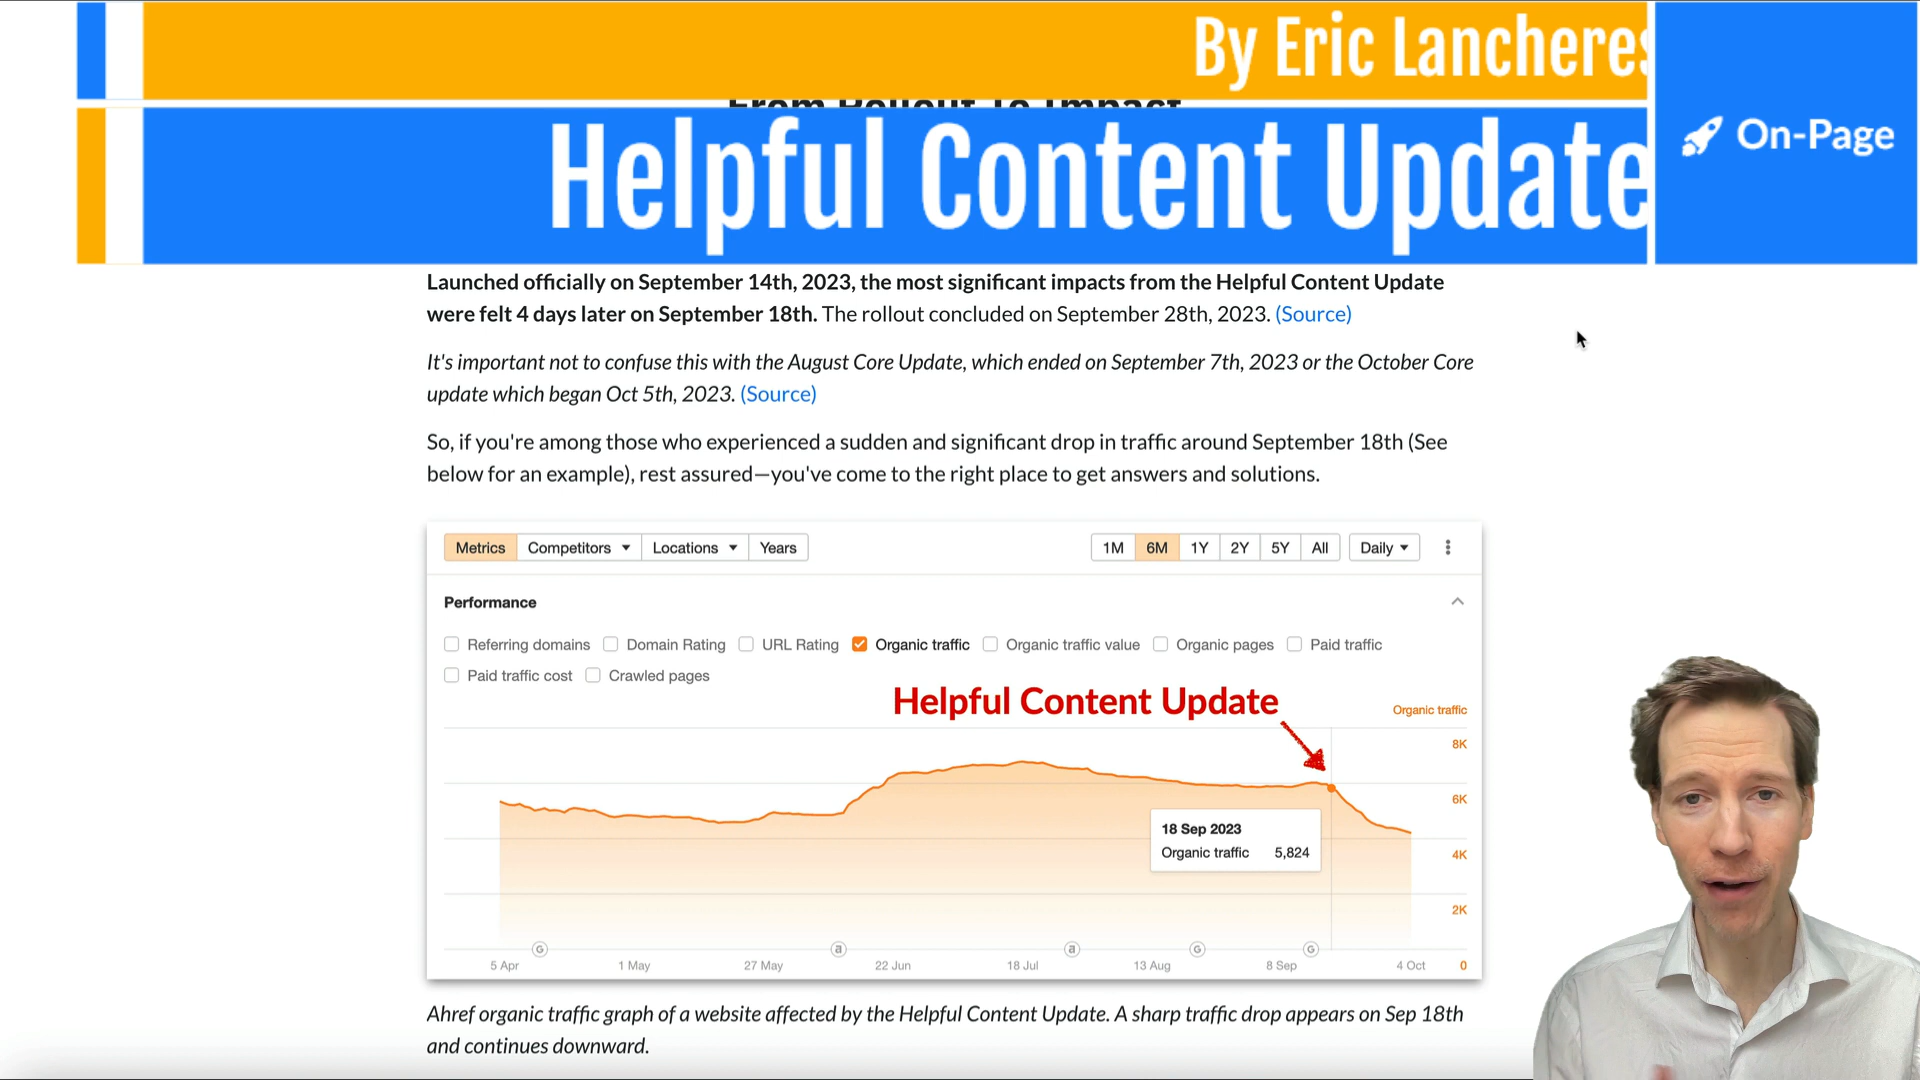 By Eric Lancheres
From Rollout To Impact
Helpful Content Update
On-Page
Launched officially on September 14th, 2023, the most significant impacts from the Helpful Content Update
were felt 4 days later on September 18th. The rollout concluded on September 28th, 2023. (Source)
It's important not to confuse this with the August Core Update, which ended on September 7th, 2023 or the October Core
update which began Oct 5th, 2023. (Source)
So, if you're among those who experienced a sudden and significant drop in traffic around September 18th (See
below for an example), rest assured—you've come to the right place to get answers and solutions.
Metrics Competitors Locations Years 1M 6M 1Y 2Y 5Y All Daily
Performance
Referring domains Domain Rating URL Rating Organic traffic Organic traffic value Organic pages Paid traffic
Paid traffic cost Crawled pages
Helpful Content Update
Organic traffic
8K
6K
18 Sep 2023
Organic traffic 5,824
4K
2K
G a a G G
5 Apr 1 May 27 May 22 Jun 18 Jul 13 Aug 8 Sep 4 Oct 0
Ahref organic traffic graph of a website affected by the Helpful Content Update. A sharp traffic drop appears on Sep 18th
and continues downward.